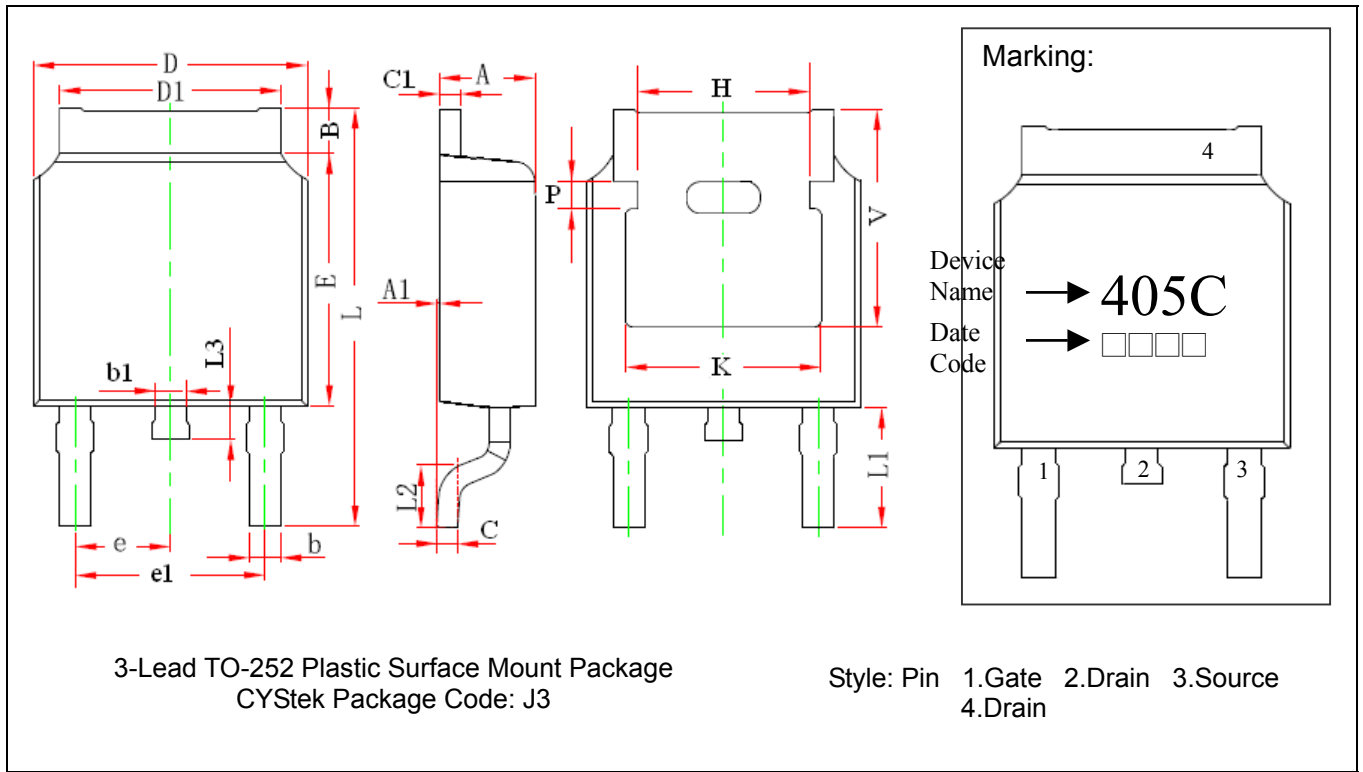 D
D1
B
E
L
L3
b1
e
e1
b
C1
A
A1
L2
C
H
P
V
K
L1
Marking:
4
Device
Name
405C
Date
Code
□□□□
1
2
3
3-Lead TO-252 Plastic Surface Mount Package
CYStek Package Code: J3
Style: Pin 1.Gate 2.Drain 3.Source
4.Drain